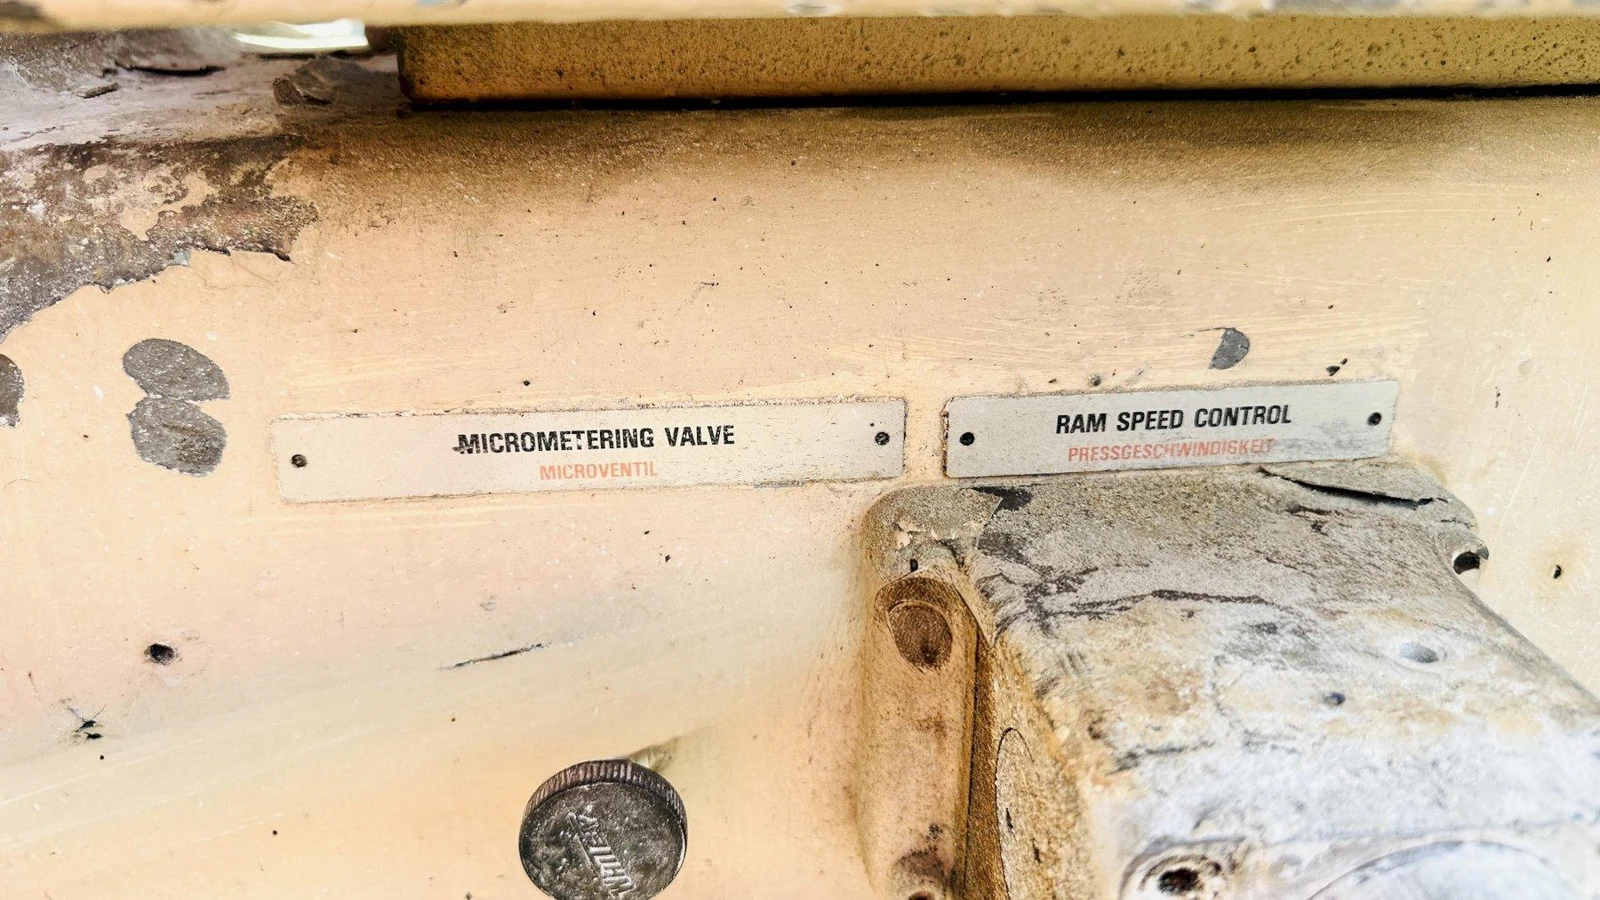 MICROMETERING VALVE
MICROVENTIL
RAM SPEED CONTROL
PRESSGESCHWINDIGKEIT